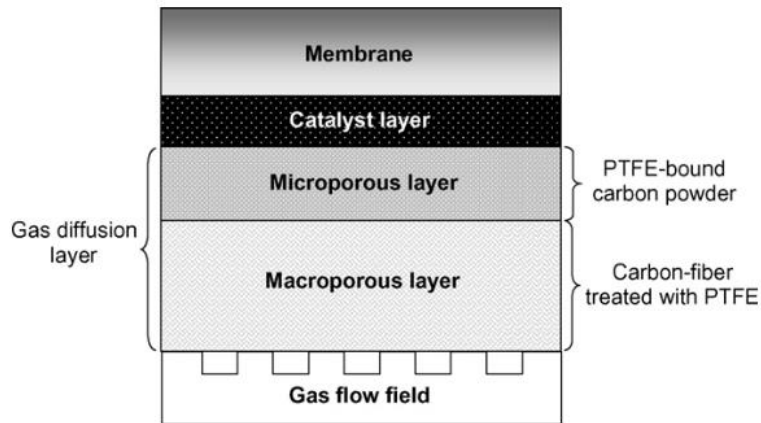 Membrane
Catalyst layer
Microporous layer
PTFE-bound
carbon powder
Gas diffusion
layer
Macroporous layer
Carbon-fiber
treated with PTFE
Gas flow field